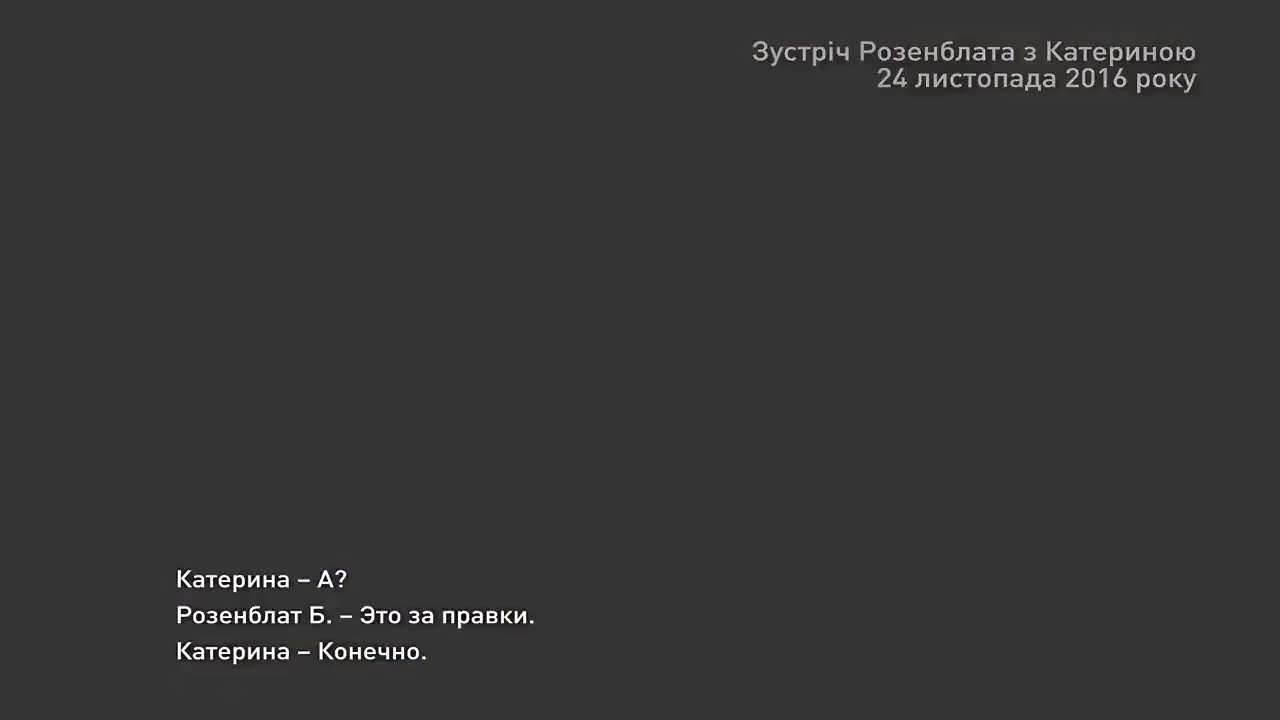 Зустріч Розенблата з Катериною
24 листопада 2016 року
Катерина – А?
Розенблат Б. – Это за правки.
Катерина – Конечно.